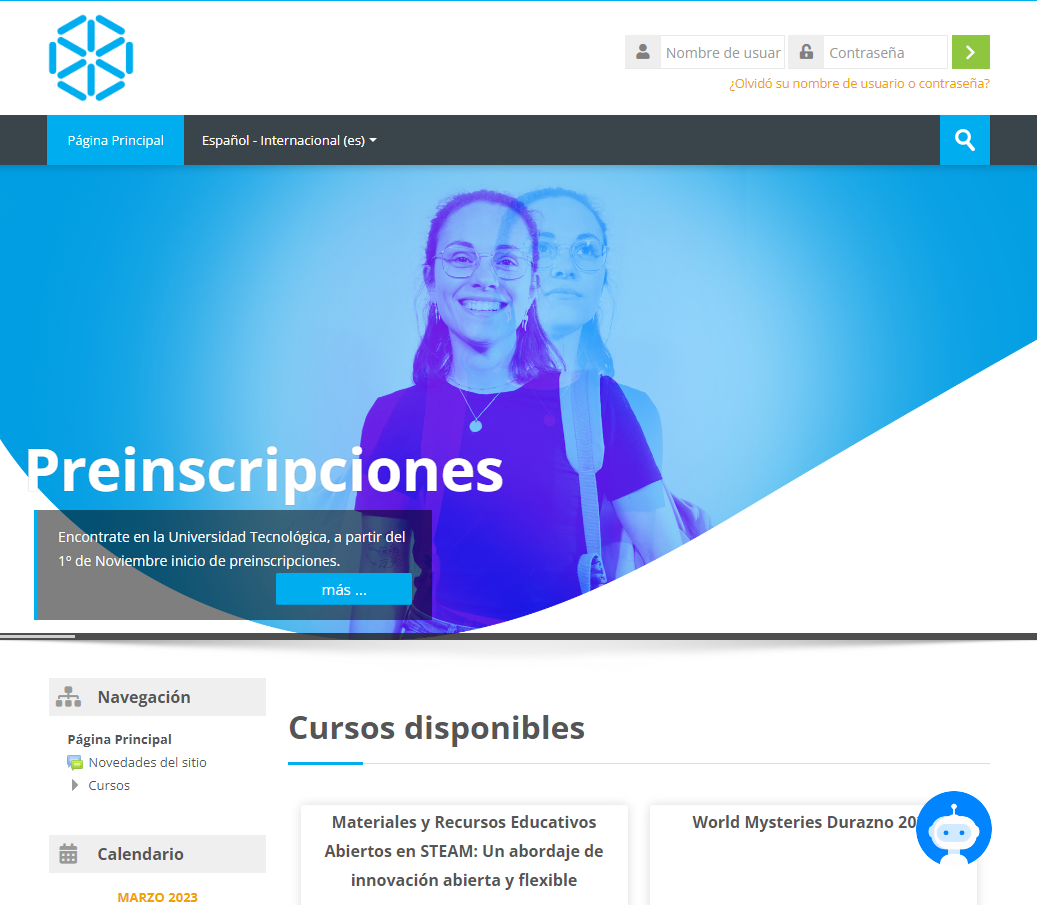 Nombre de usuar
Contraseña
¿Olvidó su nombre de usuario o contraseña?
Página Principal
Español - Internacional (es)
Preinscripciones
Encontrate en la Universidad Tecnológica, a partir del
1º de Noviembre inicio de preinscripciones.
más ...
Navegación
Página Principal
Novedades del sitio
Cursos
Calendario
MARZO 2023
Cursos disponibles
Materiales y Recursos Educativos
Abiertos en STEAM: Un abordaje de
innovación abierta y flexible
World Mysteries Durazno